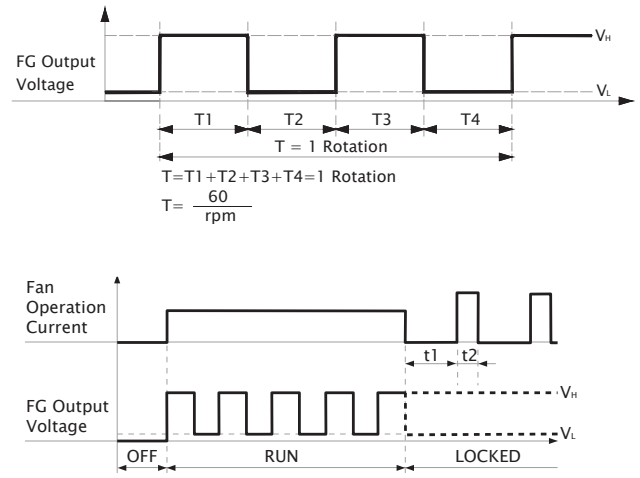 FG Output
Voltage
VH
VL
T1 T2 T3 T4
T = 1 Rotation
T=T1+T2+T3+T4=1 Rotation
T= 60
rpm
Fan
Operation
Current
t1 t2
FG Output
Voltage
VH
VL
OFF RUN LOCKED